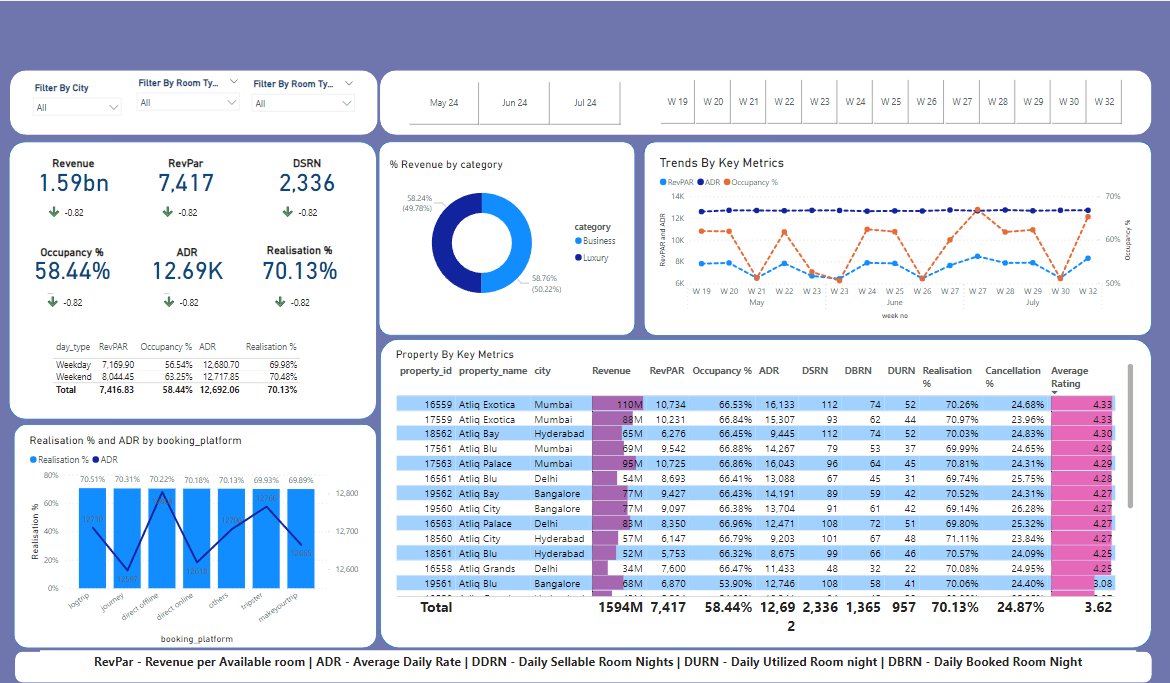 Filter By City
All
Filter By Room Ty...
All
Filter By Room Ty...
All
May 24 Jun 24 Jul 24
W 19 W 20 W 21 W 22 W 23 W 24 W 25 W 26 W 27 W 28 W 29 W 30 W 32
Revenue RevPar DSRN
1.59bn 7,417 2,336
-0.82 -0.82 -0.82
Occupancy % ADR Realisation %
58.44% 12.69K 70.13%
-0.82 -0.82 -0.82
day_type RevPAR Occupancy % ADR Realisation %
Weekday 7,169.90 56.54% 12,680.70 69.98%
Weekend 8,044.45 63.25% 12,717.85 70.48%
Total 7,416.83 58.44% 12,692.06 70.13%
% Revenue by category
58.24%
(49.78%)
58.76%
(50.22%)
category
Business
Luxury
Trends By Key Metrics
RevPAR ADR Occupancy %
RevPAR and ADR
14K
12K
10K
8K
6K
70%
60%
50%
Occupancy %
W 19 W 20 W 21 W 22 W 23 W 23 W 24 W 25 W 26 W 27 W 27 W 28 W 29 W 30 W 32
May June July
week no
Realisation % and ADR by booking_platform
Realisation % ADR
Realisation %
80%
60%
40%
20%
0%
70.51% 70.31% 70.22% 70.18% 70.13% 69.93% 69.89%
12,800
12,700
12,600
logtrip journey direct offline direct online others tripster makeyourtrip
booking_platform
Property By Key Metrics
property_id property_name city Revenue RevPAR Occupancy % ADR DSRN DBRN DURN Realisation % Cancellation % Average Rating
16559 Atliq Exotica Mumbai 110M 10,734 66.53% 16,133 112 74 52 70.26% 24.68% 4.33
17559 Atliq Exotica Mumbai 88M 10,231 66.84% 15,307 93 62 44 70.97% 23.96% 4.33
18562 Atliq Bay Hyderabad 65M 6,276 66.45% 9,445 112 74 52 70.03% 24.83% 4.30
17561 Atliq Blu Mumbai 69M 9,542 66.88% 14,267 79 53 37 69.99% 24.65% 4.29
17563 Atliq Palace Mumbai 95M 10,725 66.86% 16,043 96 64 45 70.81% 24.31% 4.29
16561 Atliq Blu Delhi 54M 8,693 66.41% 13,088 67 45 31 69.74% 25.75% 4.28
19562 Atliq Bay Bangalore 77M 9,427 66.43% 14,191 89 59 42 70.52% 24.31% 4.27
19560 Atliq City Bangalore 77M 9,097 66.38% 13,704 91 61 42 69.14% 26.28% 4.27
16563 Atliq Palace Delhi 83M 8,350 66.96% 12,471 108 72 51 69.80% 25.32% 4.27
18560 Atliq City Hyderabad 57M 6,147 66.79% 9,203 101 67 48 71.11% 23.84% 4.27
18561 Atliq Blu Hyderabad 52M 5,753 66.32% 8,675 99 66 46 70.57% 24.09% 4.25
16558 Atliq Grands Delhi 34M 7,600 66.47% 11,433 48 32 22 70.08% 24.95% 4.25
19561 Atliq Blu Bangalore 68M 6,870 53.90% 12,746 108 58 41 70.06% 24.40% 3.08
Total 1594M 7,417 58.44% 12,692 2,336 1,365 957 70.13% 24.87% 3.62
RevPar - Revenue per Available room | ADR - Average Daily Rate | DDRN - Daily Sellable Room Nights | DURN - Daily Utilized Room night | DBRN - Daily Booked Room Night